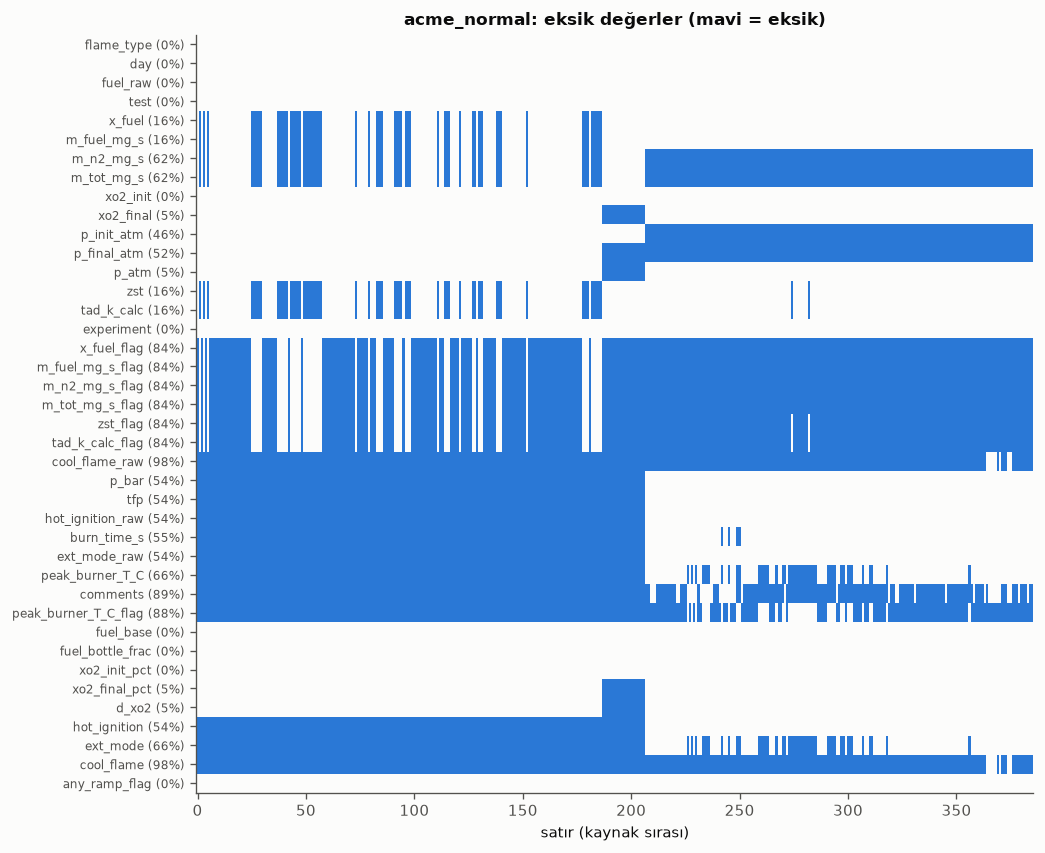 acme_normal: eksik değerler (mavi = eksik)
flame_type (0%)
day (0%)
fuel_raw (0%)
test (0%)
x_fuel (16%)
m_fuel_mg_s (16%)
m_n2_mg_s (62%)
m_tot_mg_s (62%)
xo2_init (0%)
xo2_final (5%)
p_init_atm (46%)
p_final_atm (52%)
p_atm (5%)
zst (16%)
tad_k_calc (16%)
experiment (0%)
x_fuel_flag (84%)
m_fuel_mg_s_flag (84%)
m_n2_mg_s_flag (84%)
m_tot_mg_s_flag (84%)
zst_flag (84%)
tad_k_calc_flag (84%)
cool_flame_raw (98%)
p_bar (54%)
tfp (54%)
hot_ignition_raw (54%)
burn_time_s (55%)
ext_mode_raw (54%)
peak_burner_T_C (66%)
comments (89%)
peak_burner_T_C_flag (88%)
fuel_base (0%)
fuel_bottle_frac (0%)
xo2_init_pct (0%)
xo2_final_pct (5%)
d_xo2 (5%)
hot_ignition (54%)
ext_mode (66%)
cool_flame (98%)
any_ramp_flag (0%)
0 50 100 150 200 250 300 350
satır (kaynak sırası)